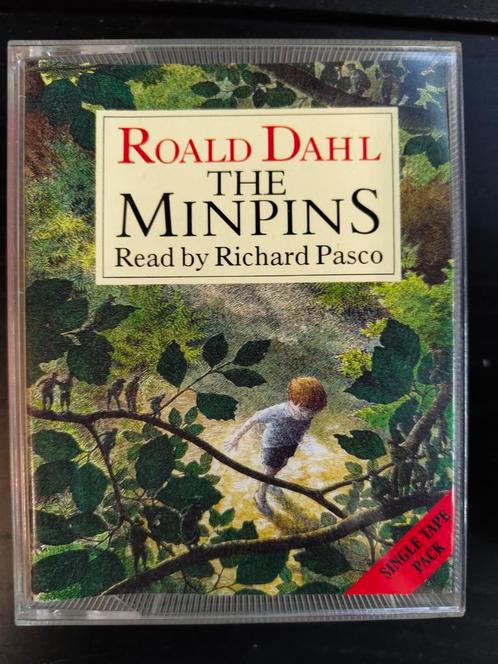 ROALD DAHL
THE
MINPINS
Read by Richard Pasco
SINGLE TAPE
PACK